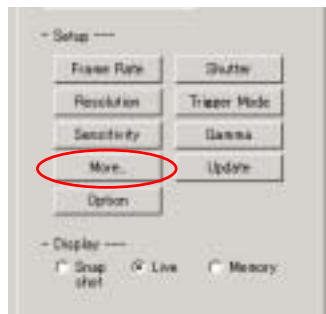 Setup
Frame Rate Shutter
Resolution Trigger Mode
Sensitivity Gamma
More... Update
Option
Display
Snap shot Live Memory